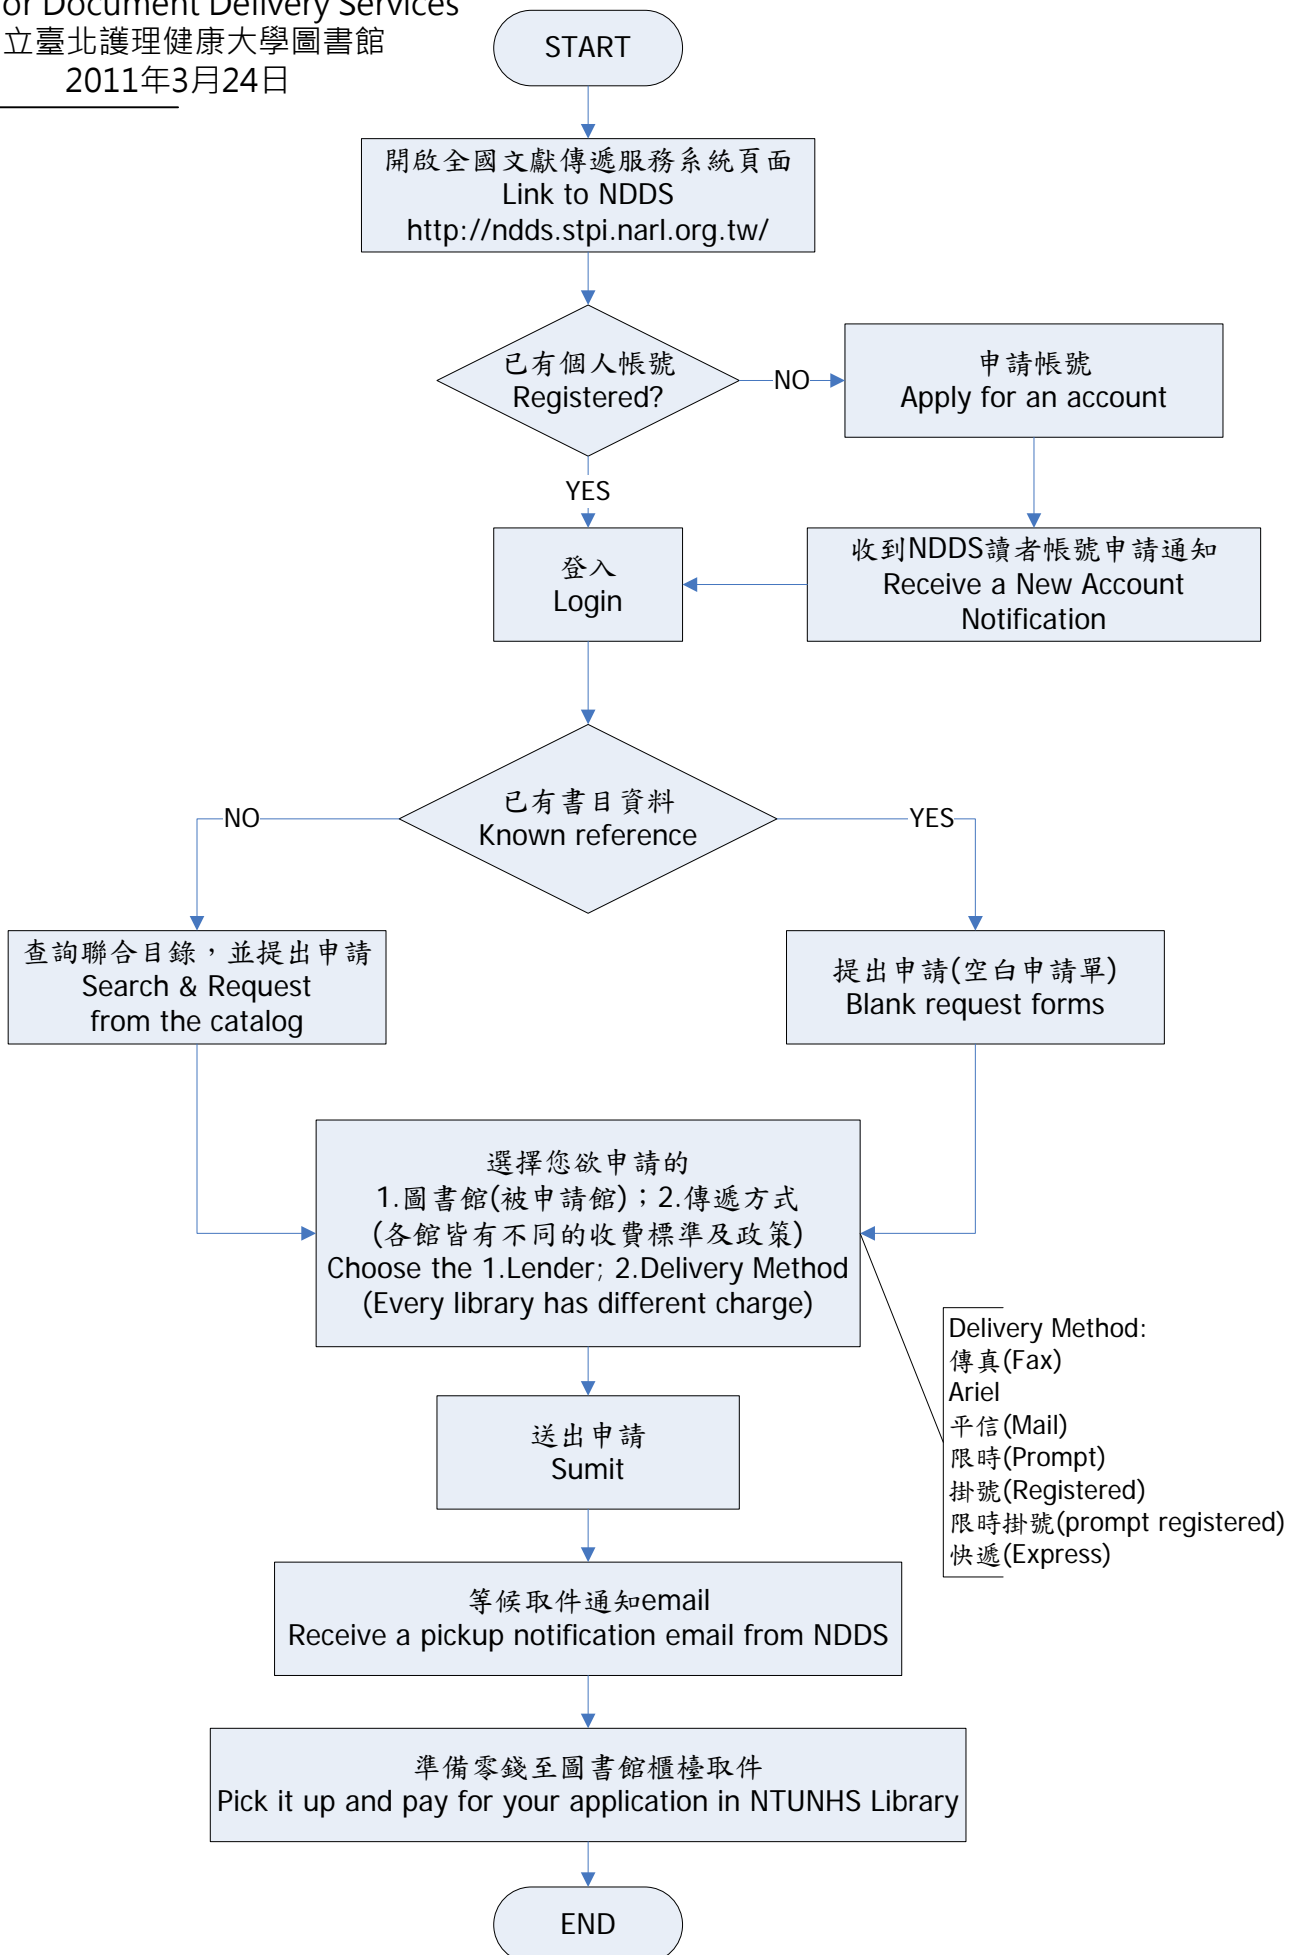 or Document Delivery Services
立臺北護理健康大學圖書館
2011年3月24日
START
開啟全國文獻傳遞服務系統頁面
Link to NDDS
http://ndds.stpi.narl.org.tw/
已有個人帳號
Registered?
NO
申請帳號
Apply for an account
YES
登入
Login
收到NDDS讀者帳號申請通知
Receive a New Account
Notification
已有書目資料
Known reference
NO
YES
查詢聯合目錄，並提出申請
Search & Request
from the catalog
提出申請(空白申請單)
Blank request forms
選擇您欲申請的
1.圖書館(被申請館)；2.傳遞方式
(各館皆有不同的收費標準及政策)
Choose the 1.Lender; 2.Delivery Method
(Every library has different charge)
Delivery Method:
傳真(Fax)
Ariel
平信(Mail)
限時(Prompt)
掛號(Registered)
限時掛號(prompt registered)
快遞(Express)
送出申請
Sumit
等候取件通知email
Receive a pickup notification email from NDDS
準備零錢至圖書館櫃檯取件
Pick it up and pay for your application in NTUNHS Library
END